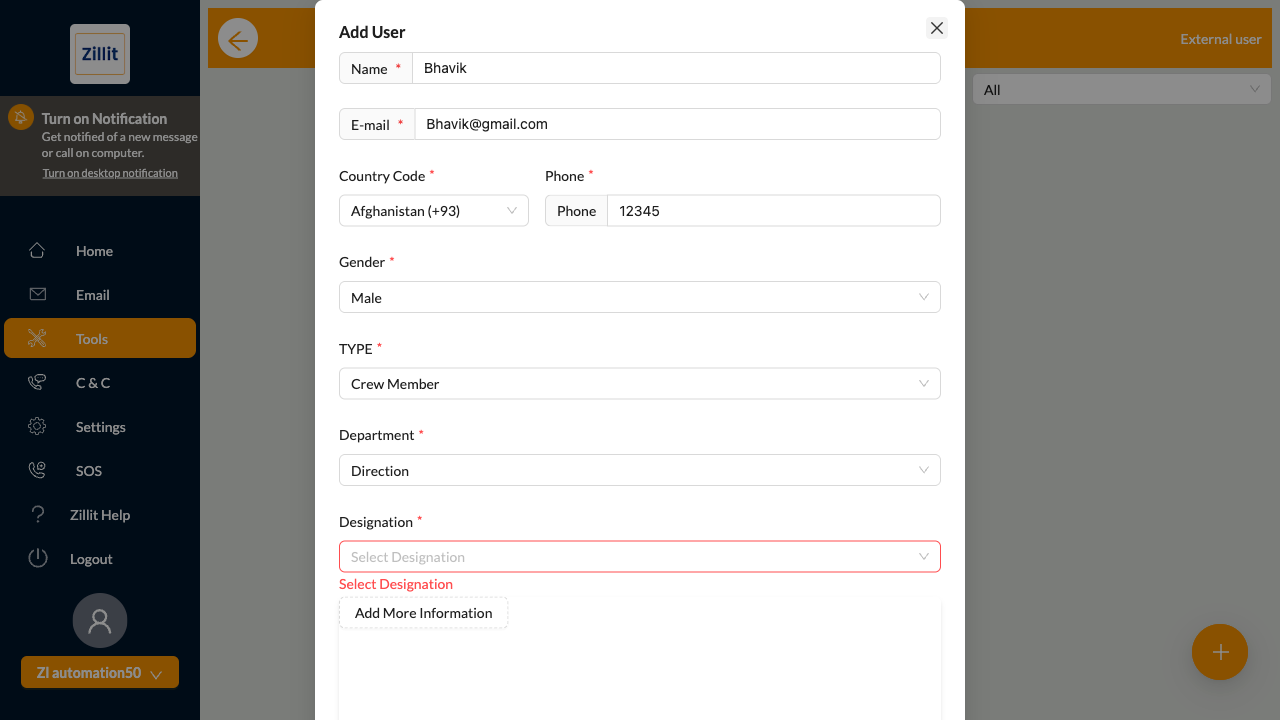 Zillit
Turn on Notification
Get notified of a new message
or call on computer.
Turn on desktop notification
Home
Email
Tools
C & C
Settings
SOS
Zillit Help
Logout
ZI automation50
External user
All
Add User
Name *
Bhavik
E-mail *
Bhavik@gmail.com
Country Code * Phone *
Afghanistan (+93) Phone 12345
Gender *
Male
TYPE *
Crew Member
Department *
Direction
Designation *
Select Designation
Select Designation
Add More Information